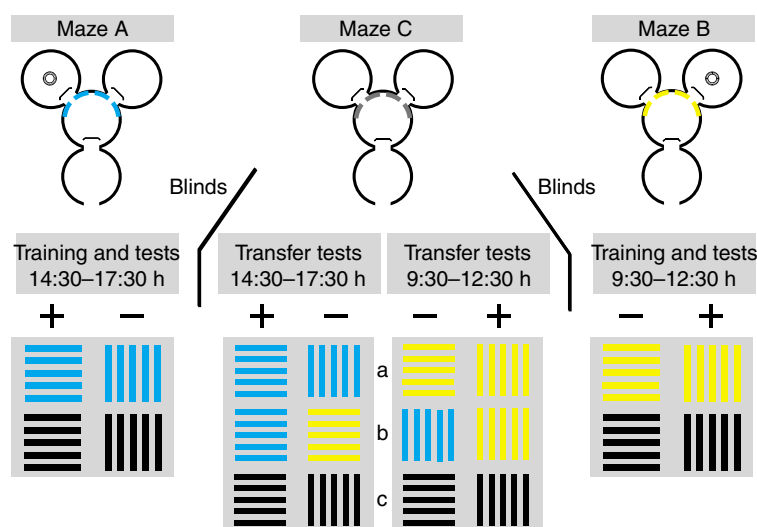 Maze A
Maze C
Maze B
Blinds
Blinds
Training and tests
14:30–17:30 h
Transfer tests
14:30–17:30 h
Transfer tests
9:30–12:30 h
Training and tests
9:30–12:30 h
+ −
+ −
− +
− +
a
b
c